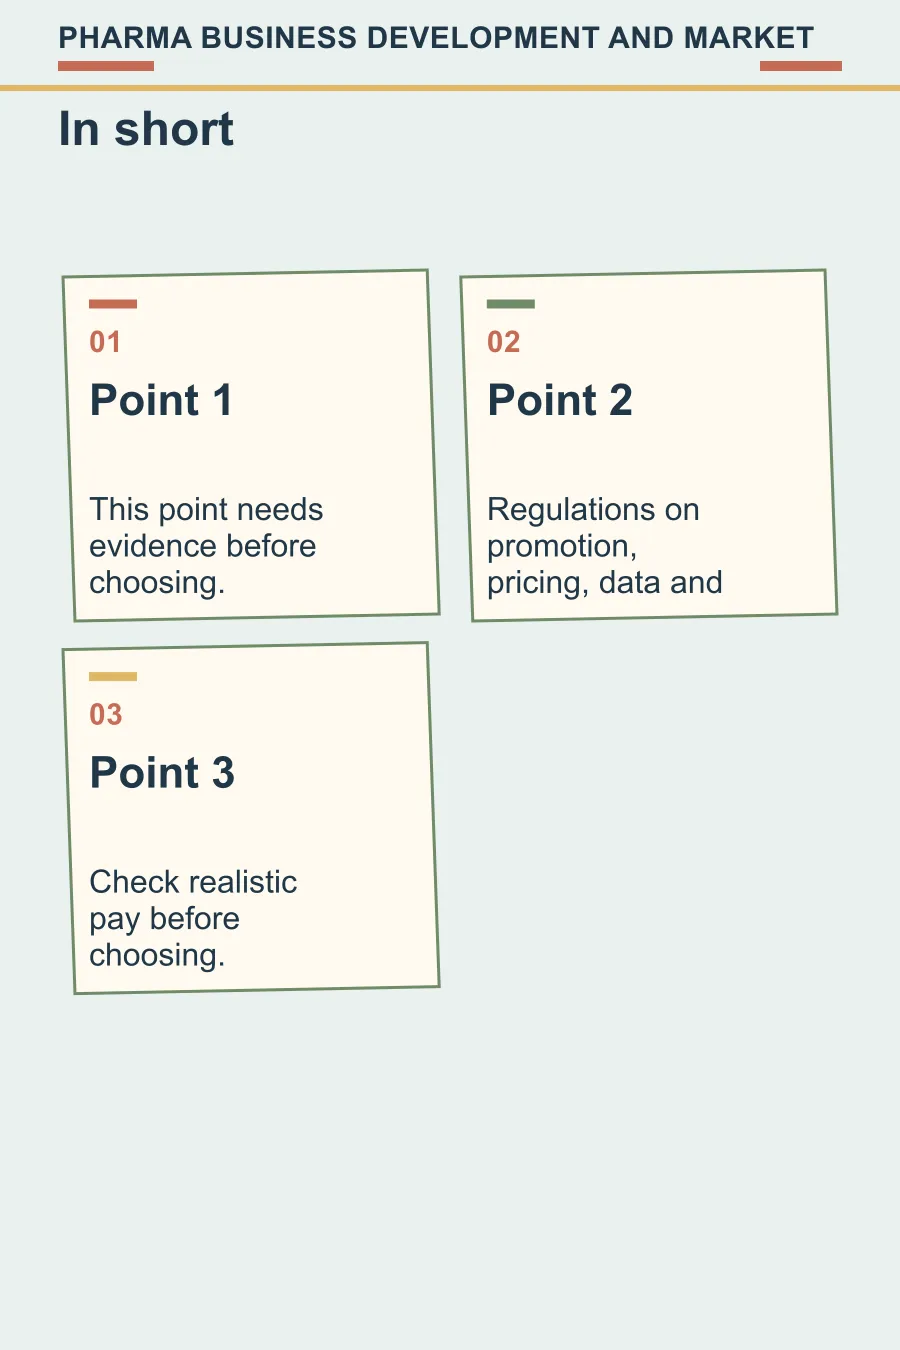 PHARMA BUSINESS DEVELOPMENT AND MARKET
In short
01
Point 1
This point needs
evidence before
choosing.
02
Point 2
Regulations on
promotion,
pricing, data and
03
Point 3
Check realistic
pay before
choosing.